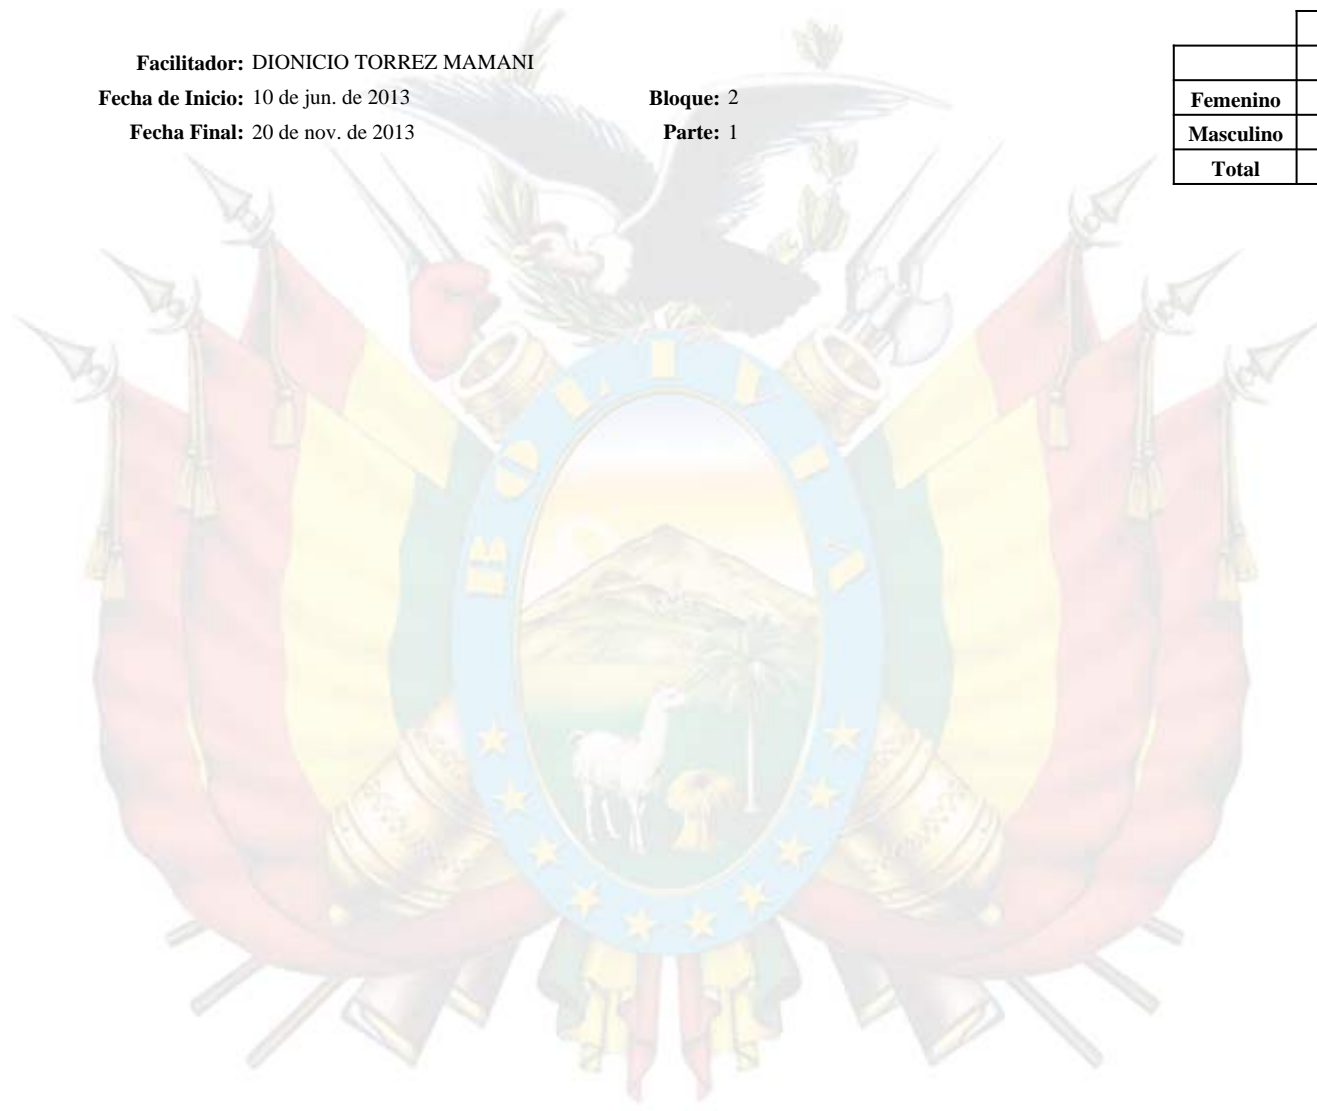 Facilitador: DIONICIO TORREZ MAMANI
Fecha de Inicio: 10 de jun. de 2013 Bloque: 2
Fecha Final: 20 de nov. de 2013 Parte: 1
Femenino
Masculino
Total
BOLIVIA